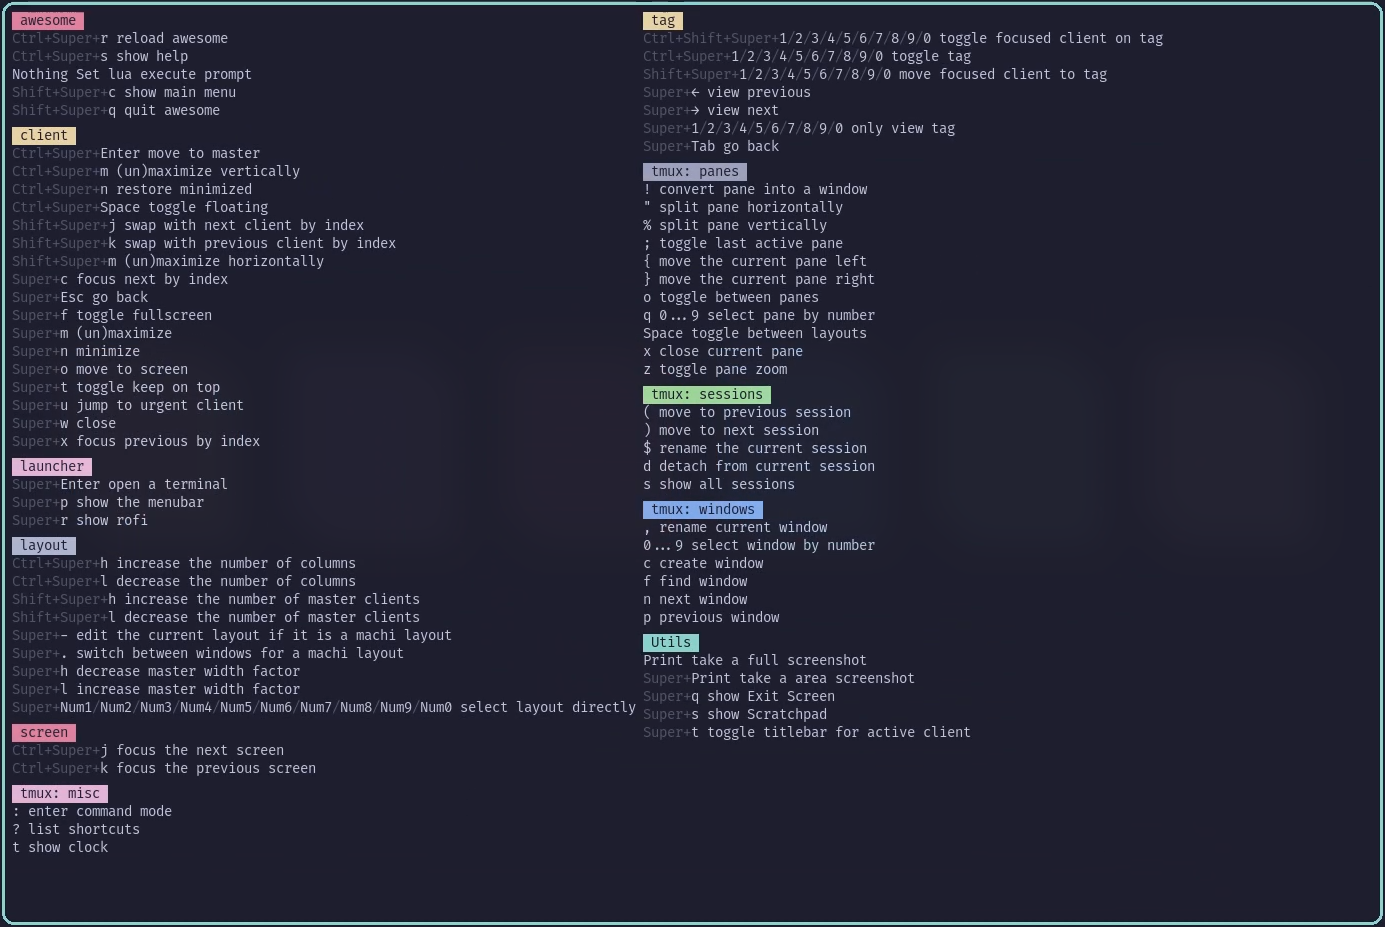 awesome
Ctrl+Super+r reload awesome
Ctrl+Super+s show help
Nothing Set lua execute prompt
Shift+Super+c show main menu
Shift+Super+q quit awesome
client
Ctrl+Super+Enter move to master
Ctrl+Super+m (un)maximize vertically
Ctrl+Super+n restore minimized
Ctrl+Super+Space toggle floating
Shift+Super+j swap with next client by index
Shift+Super+k swap with previous client by index
Shift+Super+m (un)maximize horizontally
Super+c focus next by index
Super+Esc go back
Super+f toggle fullscreen
Super+m (un)maximize
Super+n minimize
Super+o move to screen
Super+t toggle keep on top
Super+u jump to urgent client
Super+w close
Super+x focus previous by index
launcher
Super+Enter open a terminal
Super+p show the menubar
Super+r show rofi
layout
Ctrl+Super+h increase the number of columns
Ctrl+Super+l decrease the number of columns
Shift+Super+h increase the number of master clients
Shift+Super+l decrease the number of master clients
Super+- edit the current layout if it is a machi layout
Super+. switch between windows for a machi layout
Super+h decrease master width factor
Super+l increase master width factor
Super+Num1/Num2/Num3/Num4/Num5/Num6/Num7/Num8/Num9/Num0 select layout directly
screen
Ctrl+Super+j focus the next screen
Ctrl+Super+k focus the previous screen
tmux: misc
: enter command mode
? list shortcuts
t show clock
tag
Ctrl+Shift+Super+1/2/3/4/5/6/7/8/9/0 toggle focused client on tag
Ctrl+Super+1/2/3/4/5/6/7/8/9/0 toggle tag
Shift+Super+1/2/3/4/5/6/7/8/9/0 move focused client to tag
Super+← view previous
Super+→ view next
Super+1/2/3/4/5/6/7/8/9/0 only view tag
Super+Tab go back
tmux: panes
! convert pane into a window
" split pane horizontally
% split pane vertically
; toggle last active pane
{ move the current pane left
} move the current pane right
o toggle between panes
q 0...9 select pane by number
Space toggle between layouts
x close current pane
z toggle pane zoom
tmux: sessions
( move to previous session
) move to next session
$ rename the current session
d detach from current session
s show all sessions
tmux: windows
, rename current window
0...9 select window by number
c create window
f find window
n next window
p previous window
Utils
Print take a full screenshot
Super+Print take a area screenshot
Super+q show Exit Screen
Super+s show Scratchpad
Super+t toggle titlebar for active client